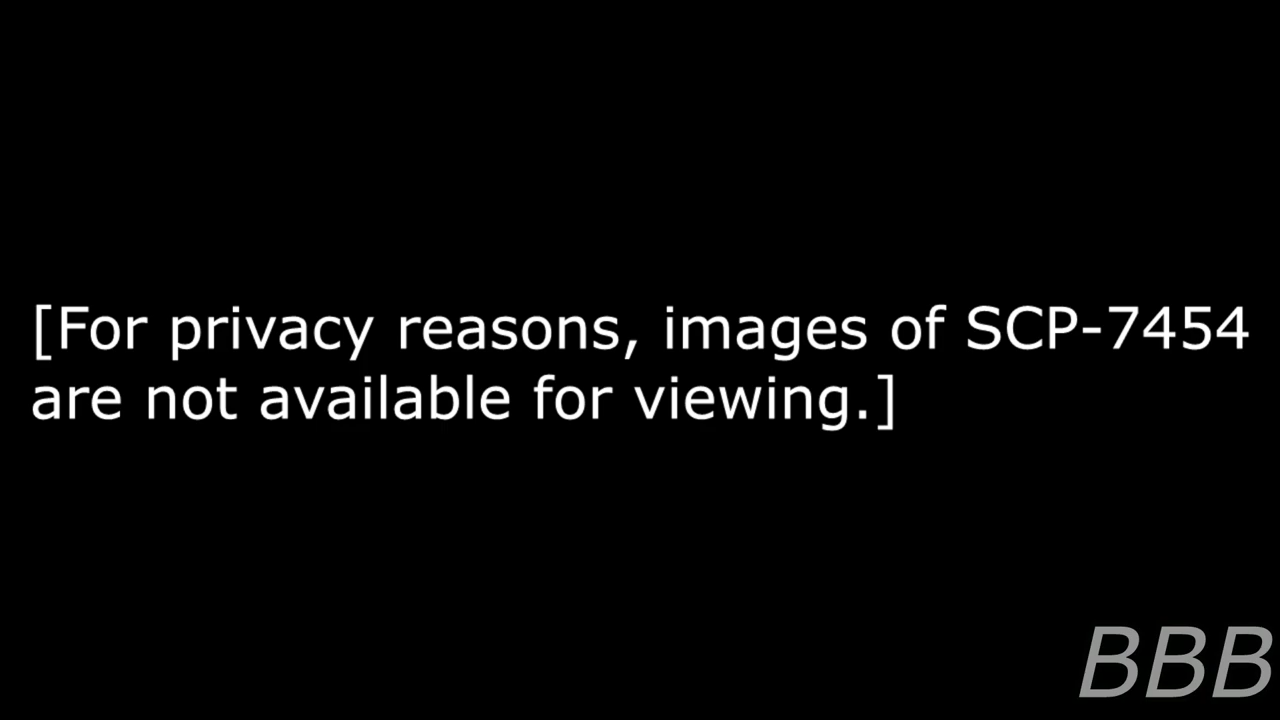 [For privacy reasons, images of SCP-7454
are not available for viewing.]
BBB